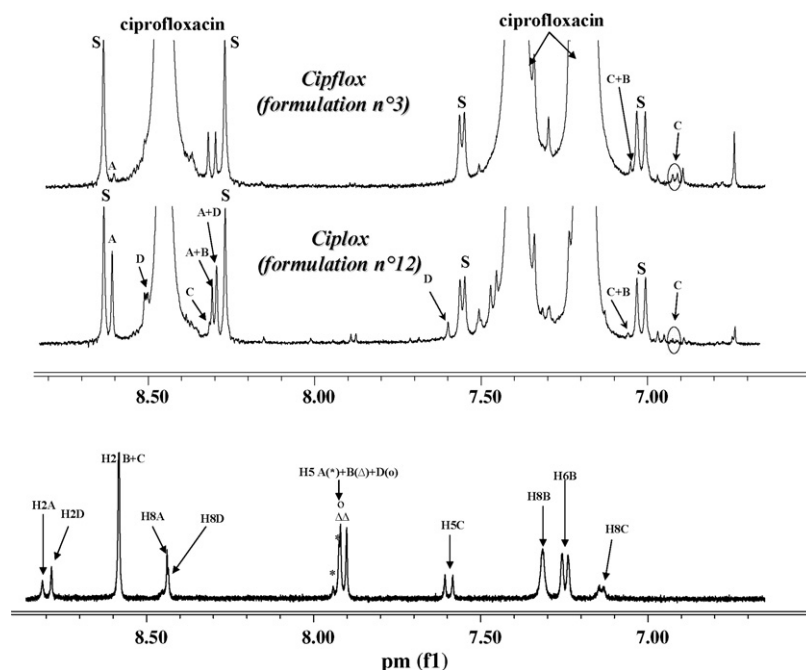 ciprofloxacin
ciprofloxacin
S
S
Cipflox
(formulation n°3)
A
S
C+B
S
C
S
A
D
C
A+B
A+D
S
Ciplox
(formulation n°12)
D
S
C+B
S
C
8.50
8.00
7.50
7.00
H2A
H2D
H2 B+C
H8A
H8D
H5 A(*)+B(Δ)+D(o)
o
ΔΔ
*
*
H5C
H8B
H6B
H8C
8.50
8.00
7.50
7.00
pm (f1)